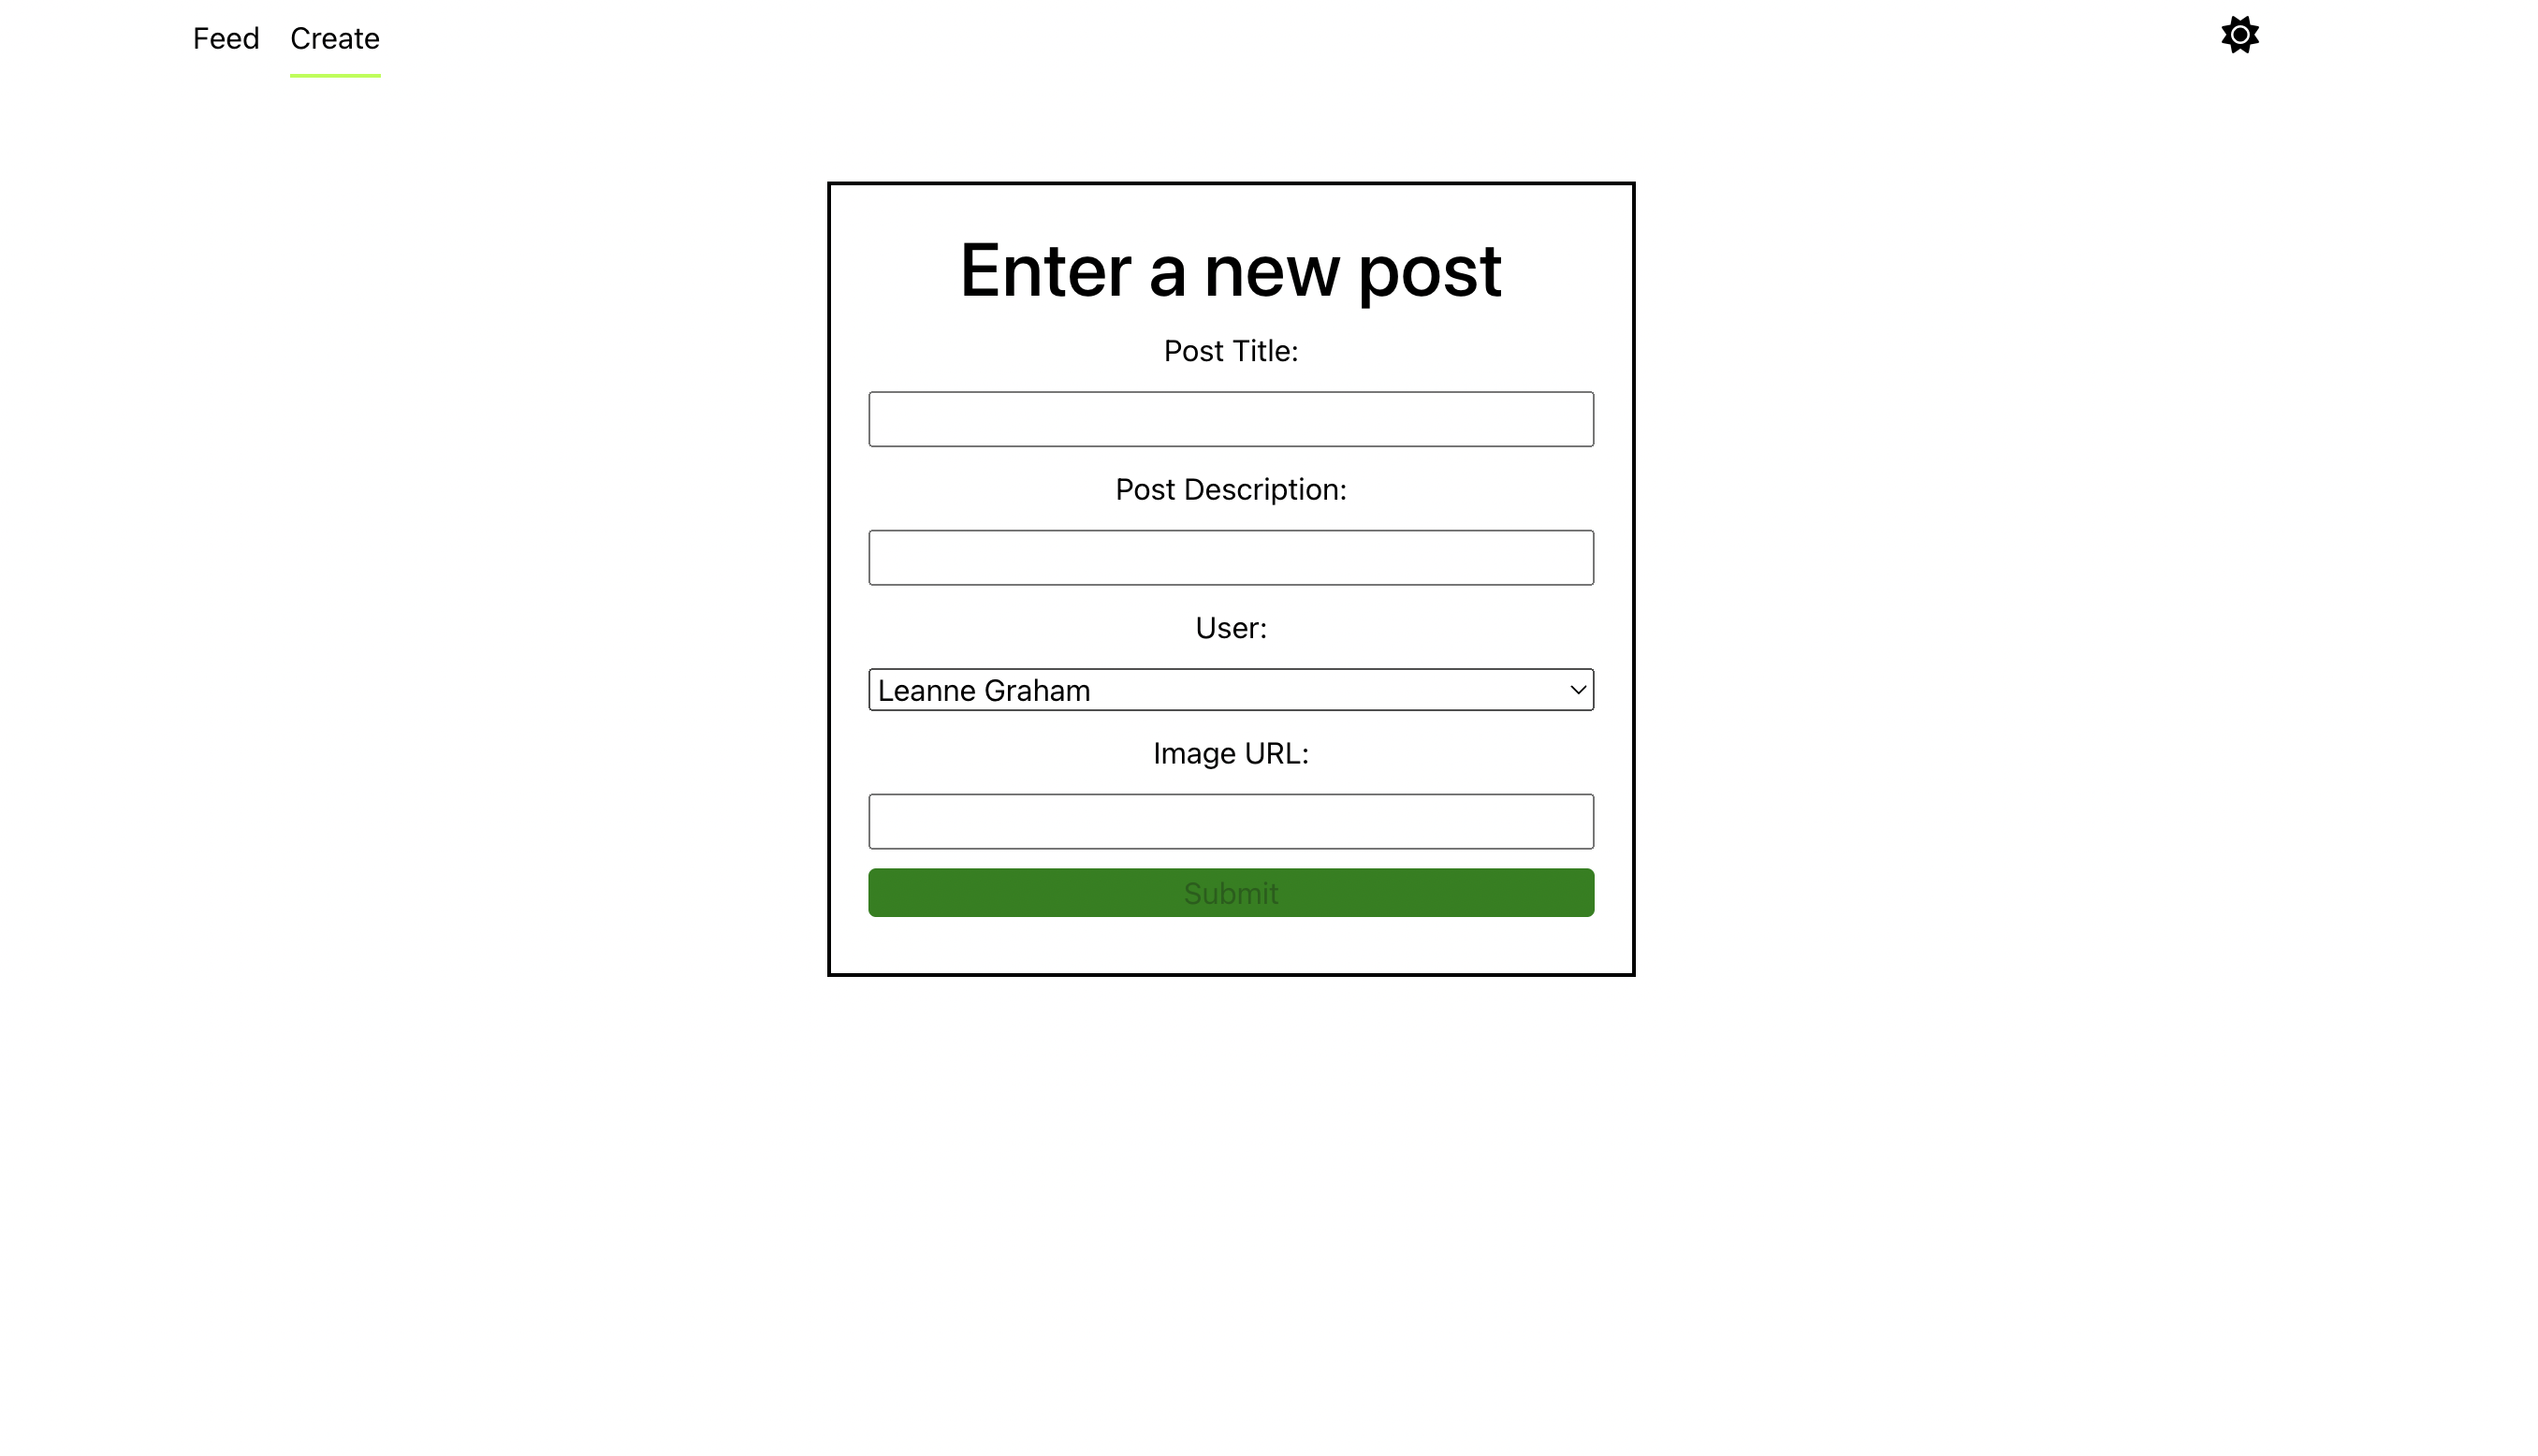 Feed Create
Enter a new post
Post Title:
Post Description:
User:
Leanne Graham
Image URL:
Submit